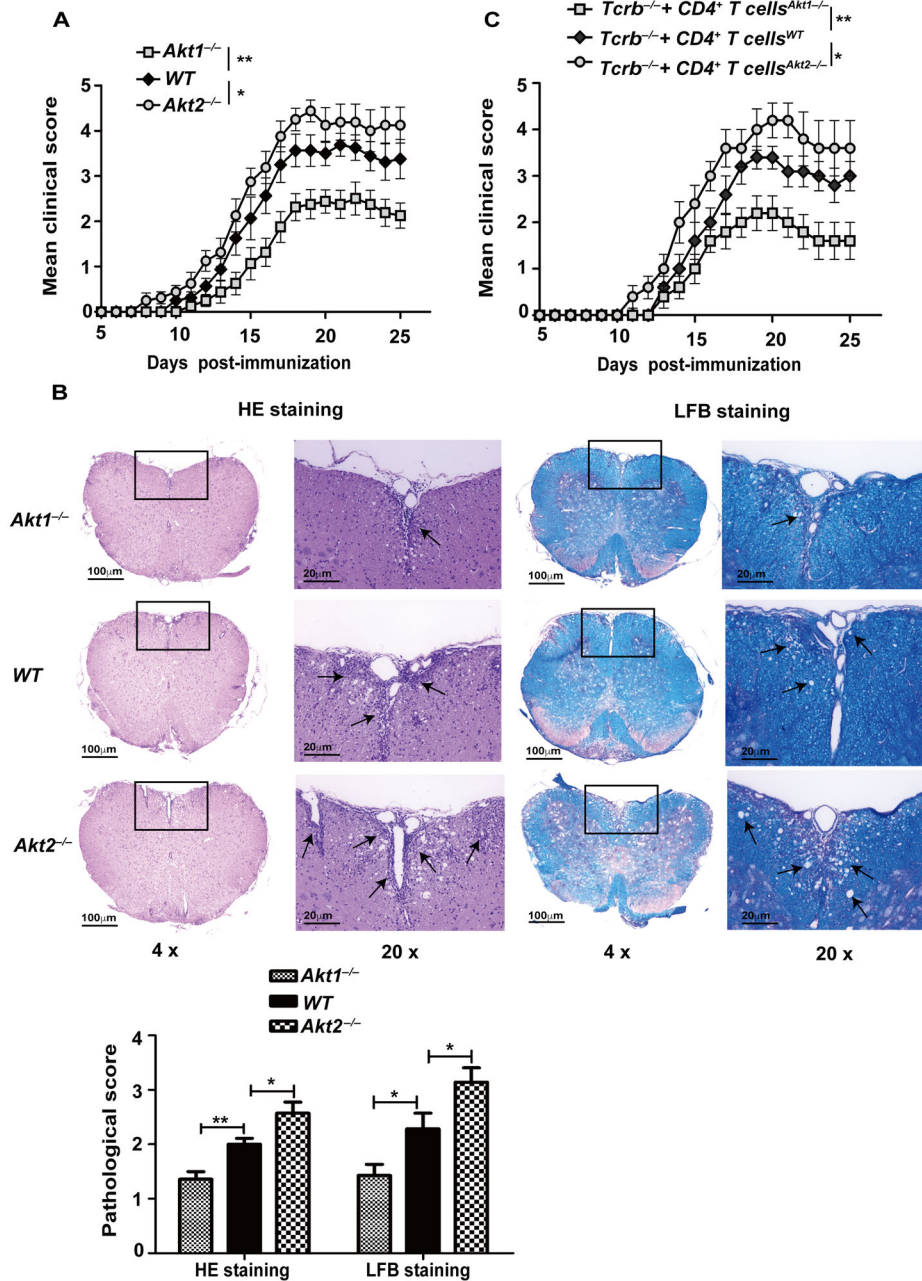 A
Akt1–/–
**
WT
*
Akt2–/–
Mean clinical score
5
4
3
2
1
0
5 10 15 20 25
Days post-immunization
C
Tcrb–/–+ CD4+ T cellsAkt1–/–
**
Tcrb–/–+ CD4+ T cellsWT
*
Tcrb–/–+ CD4+ T cellsAkt2–/–
Mean clinical score
5
4
3
2
1
0
5 10 15 20 25
Days post-immunization
B
HE staining LFB staining
Akt1–/–
100μm 20μm 100μm 20μm
WT
100μm 20μm 100μm 20μm
Akt2–/–
100μm 20μm 100μm 20μm
4 x 20 x 4 x 20 x
Akt1–/–
WT
Akt2–/–
Pathological score
4
3
2
1
0
** * * *
HE staining LFB staining